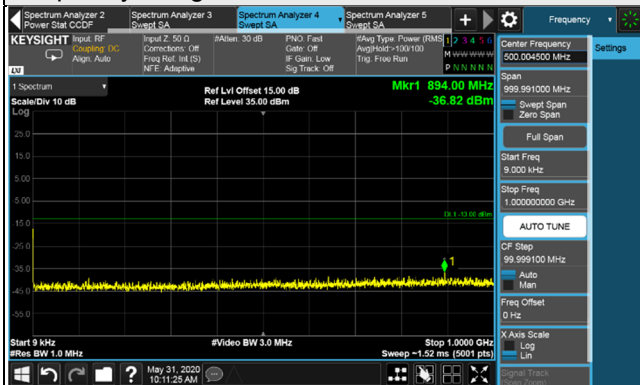 Spectrum Analyzer 2
Power Stat CCDF
Spectrum Analyzer 3
Swept SA
Spectrum Analyzer 4
Swept SA
Spectrum Analyzer 5
Swept SA
+
Frequency
KEYSIGHT
Input: RF
Coupling: DC
Align: Auto
LXI
Input Z: 50 Ω
Corrections: Off
Freq Ref: Int (S)
NFE: Adaptive
#Atten: 30 dB
PNO: Fast
Gate: Off
IF Gain: Low
Sig Track: Off
#Avg Type: Power (RMS
Avg|Hold>100/100
Trig: Free Run
1 2 3 4 5 6
M W W W W W
P N N N N N
1 Spectrum
Scale/Div 10 dB
Log
Ref Lvl Offset 15.00 dB
Ref Level 35.00 dBm
Mkr1 894.00 MHz
-36.82 dBm
25.0
15.0
5.00
-5.00
-15.0
-25.0
-35.0
-45.0
-55.0
DL1 -13.00 dBm
1
Start 9 kHz
#Res BW 1.0 MHz
#Video BW 3.0 MHz
Stop 1.0000 GHz
Sweep ~1.52 ms (5001 pts)
Center Frequency
500.004500 MHz
Settings
Span
999.991000 MHz
Swept Span
Zero Span
Full Span
Start Freq
9.000 kHz
Stop Freq
1.000000000 GHz
AUTO TUNE
CF Step
99.999100 MHz
Auto
Man
Freq Offset
0 Hz
X Axis Scale
Log
Lin
Signal Track
(Span Zoom)
?
May 31, 2020
10:11:25 AM